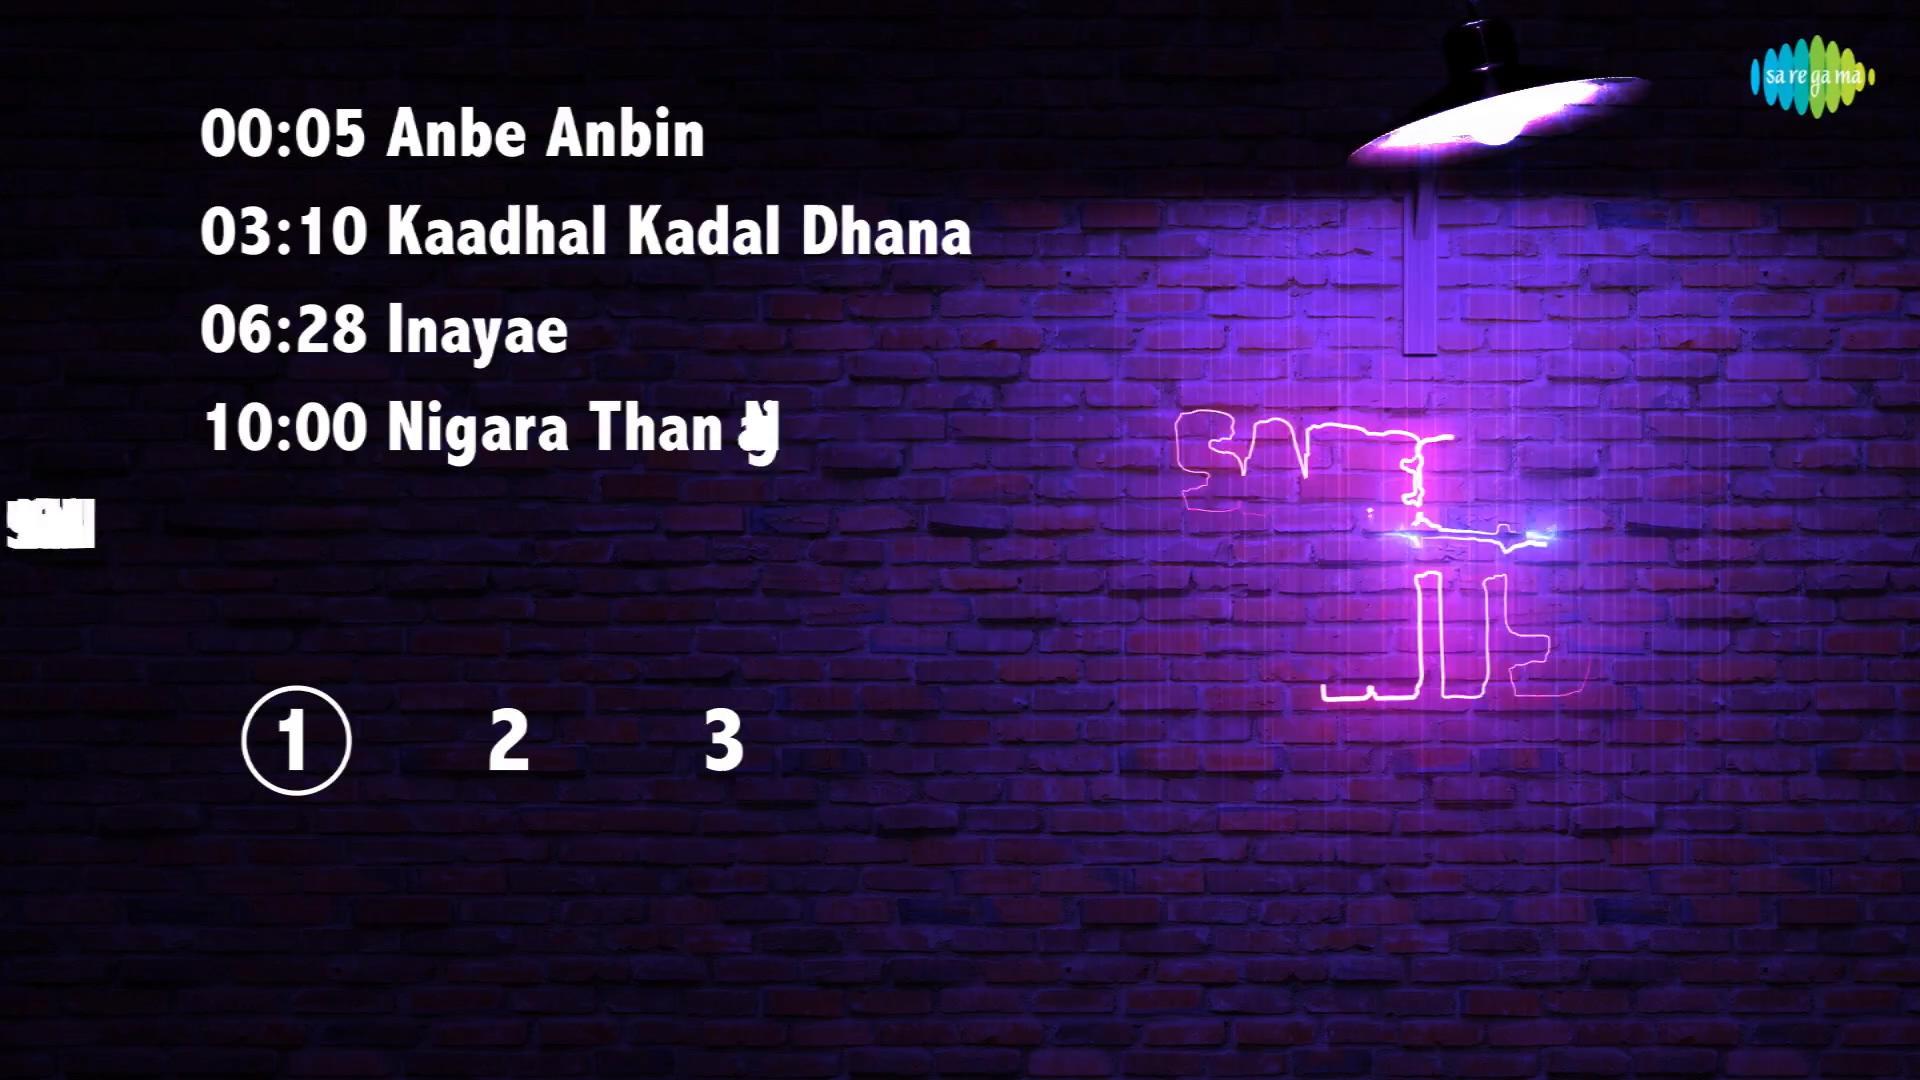 saregama
00:05 Anbe Anbin
03:10 Kaadhal Kadal Dhana
06:28 Inayae
10:00 Nigara Than
1 2 3